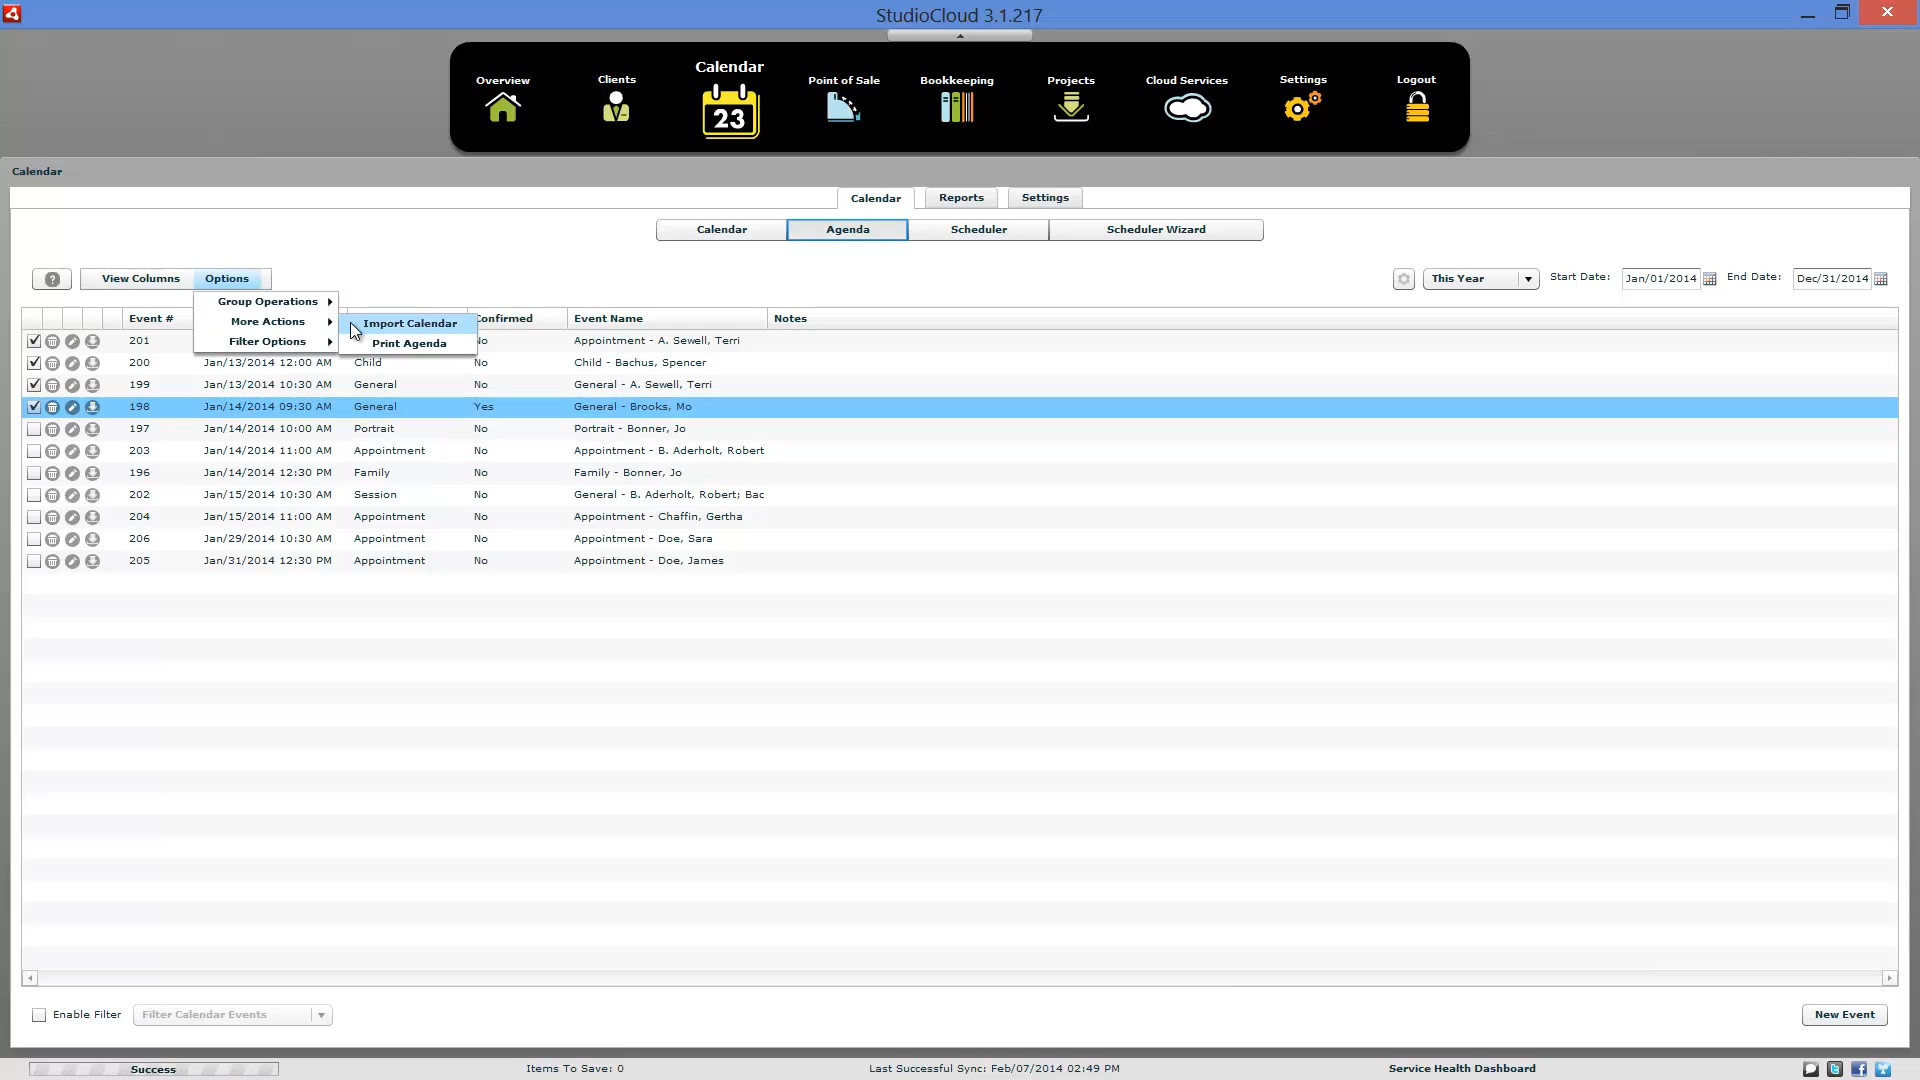 StudioCloud 3.1.217
Overview Clients Calendar Point of Sale Bookkeeping Projects Cloud Services Settings Logout
23
Calendar
Calendar Reports Settings
Calendar Agenda Scheduler Scheduler Wizard
? View Columns Options This Year Start Date: Jan/01/2014 End Date: Dec/31/2014
Group Operations
More Actions
Filter Options
Import Calendar
Print Agenda
Event # Confirmed Event Name Notes
201 No Appointment - A. Sewell, Terri
200 Jan/13/2014 12:00 AM Child No Child - Bachus, Spencer
199 Jan/13/2014 10:30 AM General No General - A. Sewell, Terri
198 Jan/14/2014 09:30 AM General Yes General - Brooks, Mo
197 Jan/14/2014 10:00 AM Portrait No Portrait - Bonner, Jo
203 Jan/14/2014 11:00 AM Appointment No Appointment - B. Aderholt, Robert
196 Jan/14/2014 12:30 PM Family No Family - Bonner, Jo
202 Jan/15/2014 10:30 AM Session No General - B. Aderholt, Robert; Bac
204 Jan/15/2014 11:00 AM Appointment No Appointment - Chaffin, Gertha
206 Jan/29/2014 10:30 AM Appointment No Appointment - Doe, Sara
205 Jan/31/2014 12:30 PM Appointment No Appointment - Doe, James
Enable Filter Filter Calendar Events New Event
Success Items To Save: 0 Last Successful Sync: Feb/07/2014 02:49 PM Service Health Dashboard